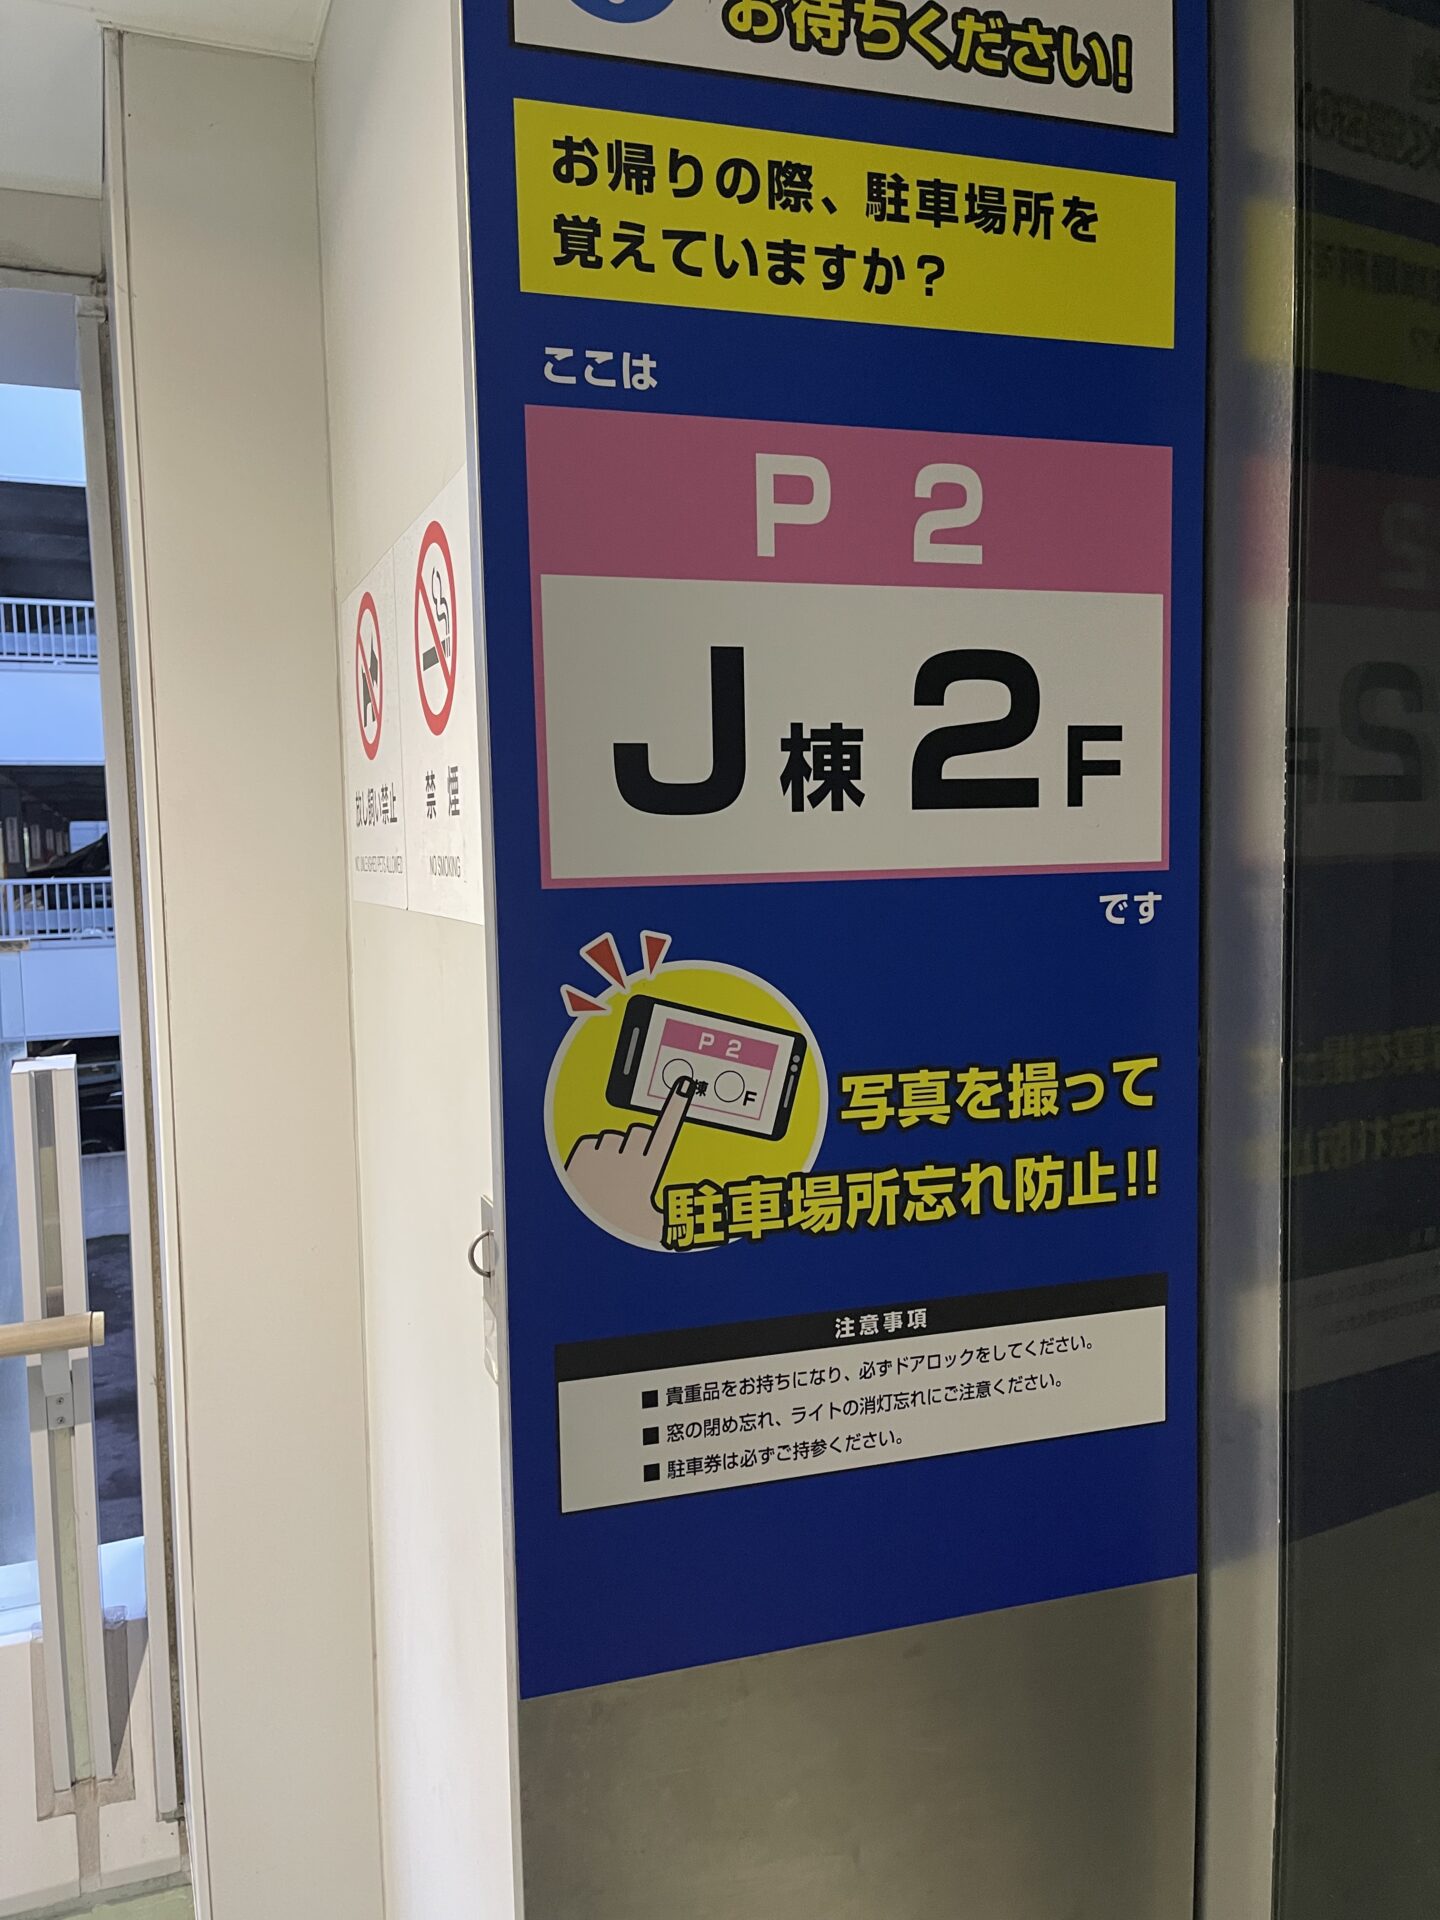 お待ちください!
お帰りの際、駐車場所を
覚えていますか?
ここは
P 2
J棟2F
です
P 2
棟 F
写真を撮って
駐車場所忘れ防止!!
注意事項
■ 貴重品をお持ちになり、必ずドアロックをしてください。
■ 窓の閉め忘れ、ライトの消灯忘れにご注意ください。
■ 駐車券は必ずご持参ください。
放し飼い禁止
NO UNLEASHED PETS ALLOWED
禁煙
NO SMOKING